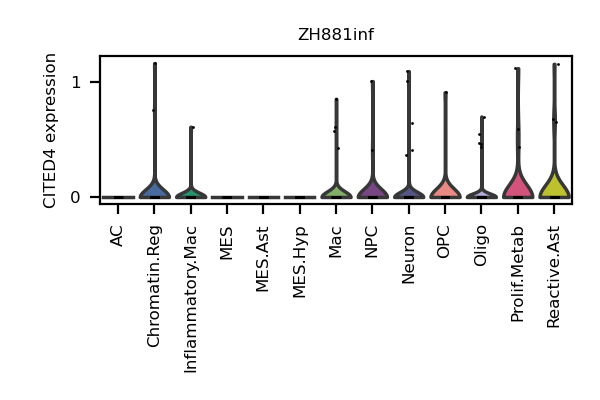 ZH881inf
CITED4 expression
1
0
AC
Chromatin.Reg
Inflammatory.Mac
MES
MES.Ast
MES.Hyp
Mac
NPC
Neuron
OPC
Oligo
Prolif.Metab
Reactive.Ast